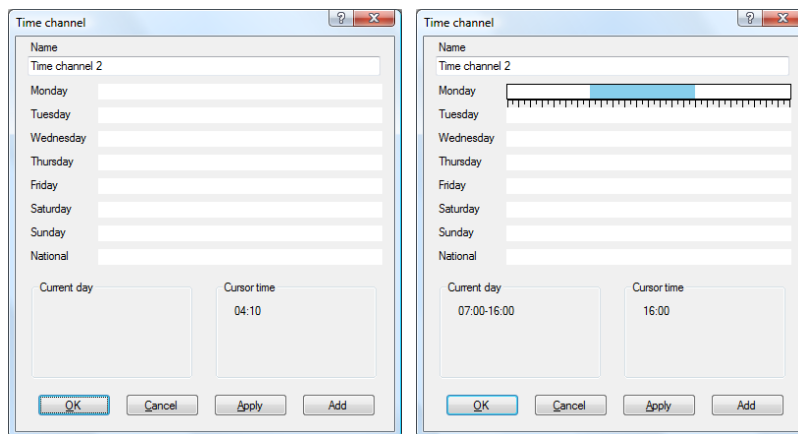 Time channel
Name
Time channel 2
Monday
Tuesday
Wednesday
Thursday
Friday
Saturday
Sunday
National
Current day
Cursor time
04:10
OK
Cancel
Apply
Add
Time channel
Name
Time channel 2
Monday
Tuesday
Wednesday
Thursday
Friday
Saturday
Sunday
National
Current day
Cursor time
07:00-16:00
16:00
OK
Cancel
Apply
Add